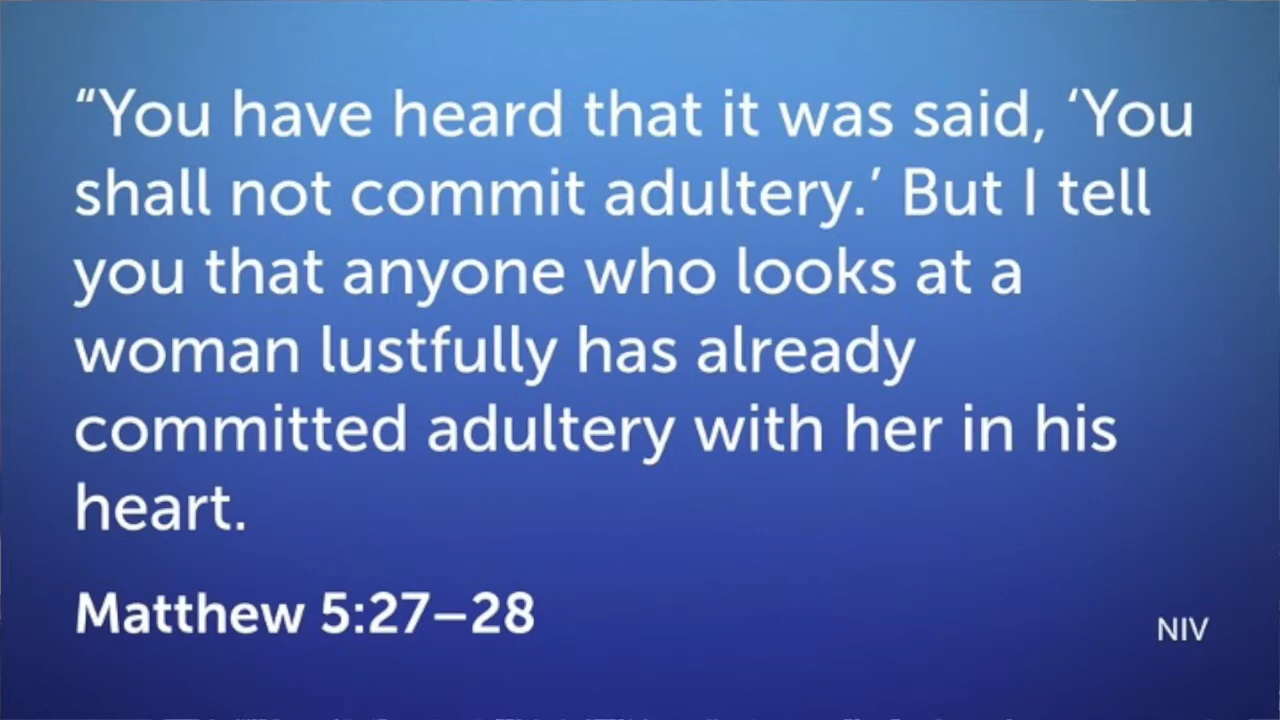 “You have heard that it was said, ‘You
shall not commit adultery.’ But I tell
you that anyone who looks at a
woman lustfully has already
committed adultery with her in his
heart.
Matthew 5:27–28
NIV